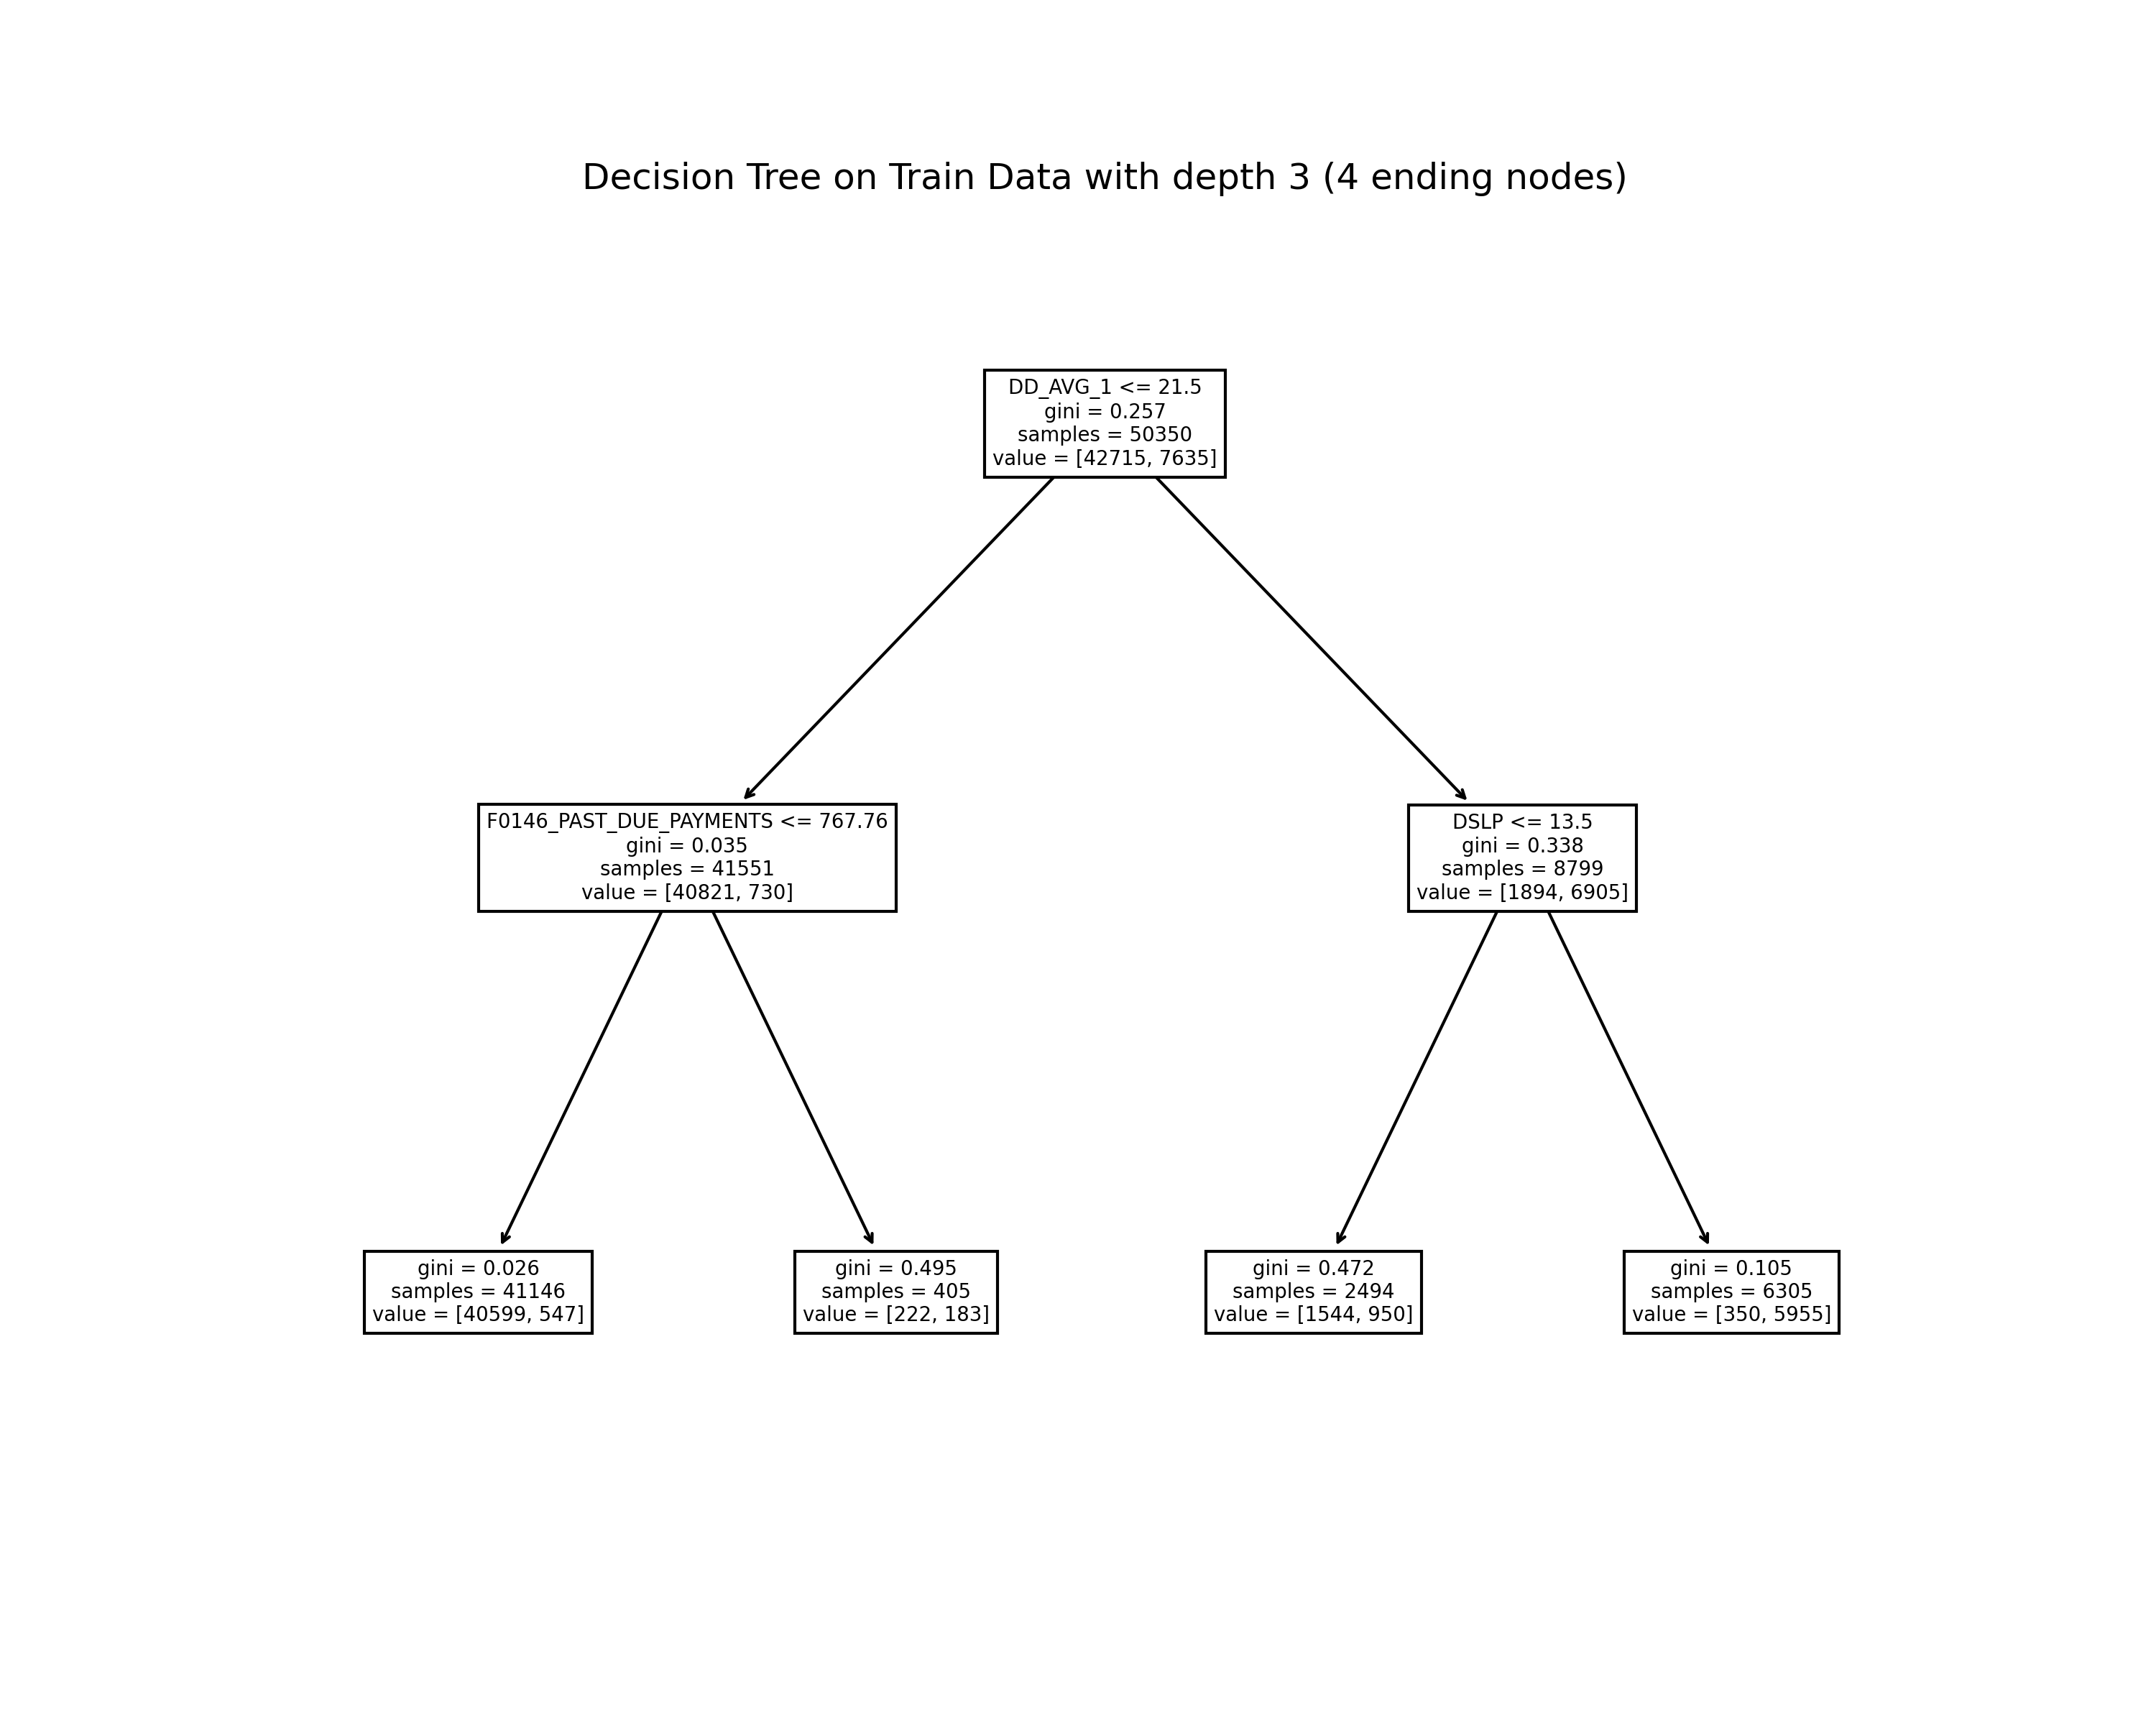 Decision Tree on Train Data with depth 3 (4 ending nodes)
DD_AVG_1 <= 21.5
gini = 0.257
samples = 50350
value = [42715, 7635]
F0146_PAST_DUE_PAYMENTS <= 767.76
gini = 0.035
samples = 41551
value = [40821, 730]
DSLP <= 13.5
gini = 0.338
samples = 8799
value = [1894, 6905]
gini = 0.026
samples = 41146
value = [40599, 547]
gini = 0.495
samples = 405
value = [222, 183]
gini = 0.472
samples = 2494
value = [1544, 950]
gini = 0.105
samples = 6305
value = [350, 5955]